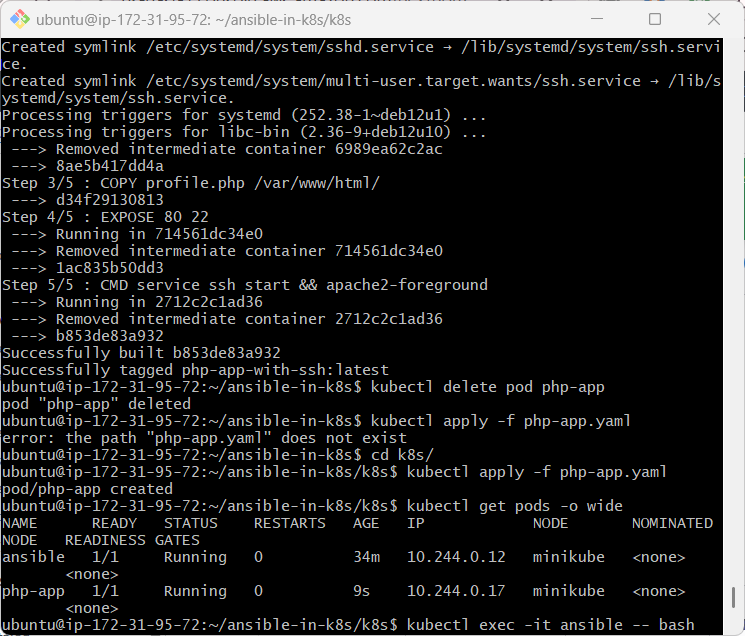 ubuntu@ip-172-31-95-72: ~/ansible-in-k8s/k8s
Created symlink /etc/systemd/system/sshd.service → /lib/systemd/system/ssh.servi
ce.
Created symlink /etc/systemd/system/multi-user.target.wants/ssh.service → /lib/s
ystemd/system/ssh.service.
Processing triggers for systemd (252.38-1~deb12u1) ...
Processing triggers for libc-bin (2.36-9+deb12u10) ...
 ---> Removed intermediate container 6989ea62c2ac
 ---> 8ae5b417dd4a
Step 3/5 : COPY profile.php /var/www/html/
 ---> d34f29130813
Step 4/5 : EXPOSE 80 22
 ---> Running in 714561dc34e0
 ---> Removed intermediate container 714561dc34e0
 ---> 1ac835b50dd3
Step 5/5 : CMD service ssh start && apache2-foreground
 ---> Running in 2712c2c1ad36
 ---> Removed intermediate container 2712c2c1ad36
 ---> b853de83a932
Successfully built b853de83a932
Successfully tagged php-app-with-ssh:latest
ubuntu@ip-172-31-95-72:~/ansible-in-k8s$ kubectl delete pod php-app
pod "php-app" deleted
ubuntu@ip-172-31-95-72:~/ansible-in-k8s$ kubectl apply -f php-app.yaml
error: the path "php-app.yaml" does not exist
ubuntu@ip-172-31-95-72:~/ansible-in-k8s$ cd k8s/
ubuntu@ip-172-31-95-72:~/ansible-in-k8s/k8s$ kubectl apply -f php-app.yaml
pod/php-app created
ubuntu@ip-172-31-95-72:~/ansible-in-k8s/k8s$ kubectl get pods -o wide
NAME      READY   STATUS    RESTARTS   AGE   IP            NODE       NOMINATED
NODE   READINESS GATES
ansible   1/1     Running   0          34m   10.244.0.12   minikube   <none>
       <none>
php-app   1/1     Running   0          9s    10.244.0.17   minikube   <none>
       <none>
ubuntu@ip-172-31-95-72:~/ansible-in-k8s/k8s$ kubectl exec -it ansible -- bash